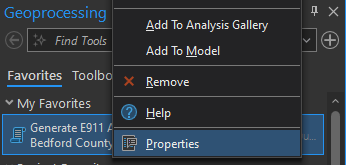 Geoprocessing
Find Tools
Favorites
Toolbo
My Favorites
Generate E911 A
Bedford County
Add To Analysis Gallery
Add To Model
Remove
Help
Properties